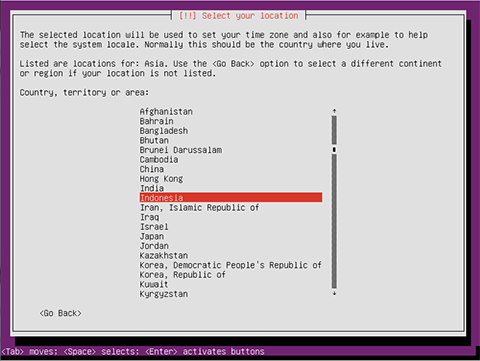 [!!] Select your location
The selected location will be used to set your time zone and also for example to help
select the system locale. Normally this should be the country where you live.
Listed are locations for: Asia. Use the <Go Back> option to select a different continent
or region if your location is not listed.
Country, territory or area:
Afghanistan
Bahrain
Bangladesh
Bhutan
Brunei Darussalam
Cambodia
China
Hong Kong
India
Indonesia
Iran, Islamic Republic of
Iraq
Israel
Japan
Jordan
Kazakhstan
Korea, Democratic People's Republic of
Korea, Republic of
Kuwait
Kyrgyzstan
<Go Back>
<Tab> moves; <Space> selects; <Enter> activates buttons